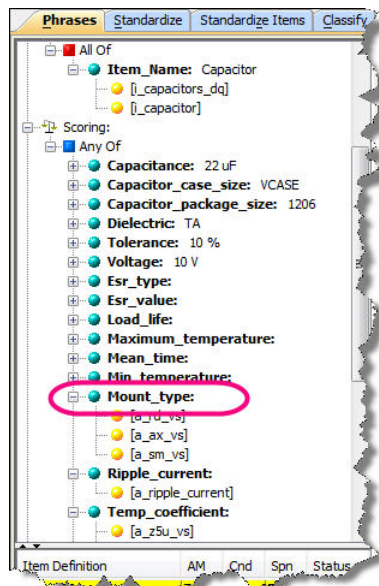 Phrases Standardize Standardize Items Classify
All Of
Item_Name: Capacitor
[i_capacitors_dq]
[i_capacitor]
Scoring:
Any Of
Capacitance: 22 uF
Capacitor_case_size: VCASE
Capacitor_package_size: 1206
Dielectric: TA
Tolerance: 10 %
Voltage: 10 V
Esr_type:
Esr_value:
Load_life:
Maximum_temperature:
Mean_time:
Min_temperature:
Mount_type:
[a_rd_vs]
[a_ax_vs]
[a_sm_vs]
Ripple_current:
[a_ripple_current]
Temp_coefficient:
[a_z5u_vs]
Item Definition AM Cnd Spn Status